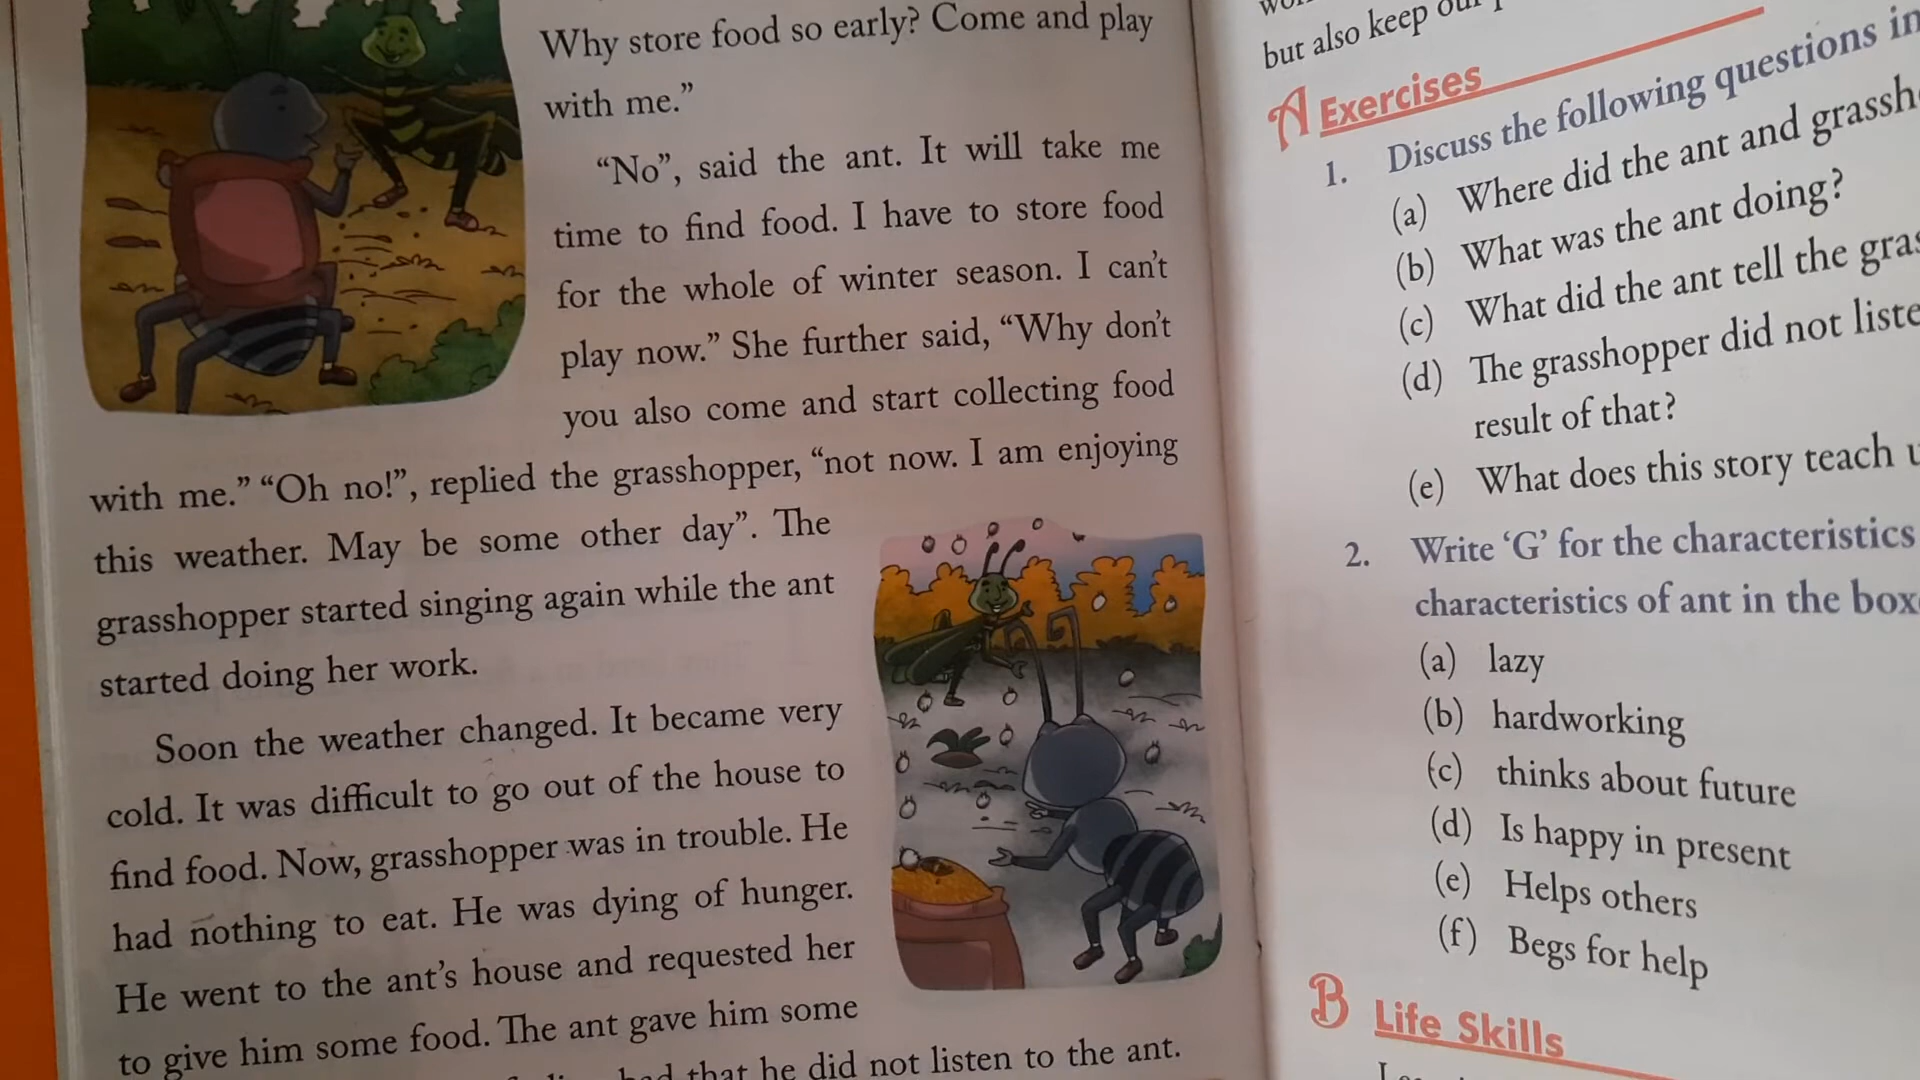 Why store food so early? Come and play
with me.”
“No”, said the ant. It will take me
time to find food. I have to store food
for the whole of winter season. I can't
play now.” She further said, “Why don't
you also come and start collecting food
with me.” “Oh no!”, replied the grasshopper, “not now. I am enjoying
this weather. May be some other day”. The
grasshopper started singing again while the ant
started doing her work.
Soon the weather changed. It became very
cold. It was difficult to go out of the house to
find food. Now, grasshopper was in trouble. He
had nothing to eat. He was dying of hunger.
He went to the ant's house and requested her
to give him some food. The ant gave him some
that he did not listen to the ant.
but also keep
A Exercises
1. Discuss the following questions in
(a) Where did the ant and
(b) What was the ant doing?
(c) What did the ant tell the
(d) The grasshopper did not
result of that?
(e) What does this story teach
2. Write ‘G’ for the characteristics
characteristics of ant in the
(a) lazy
(b) hardworking
(c) thinks about future
(d) Is happy in present
(e) Helps others
(f) Begs for help
B Life Skills